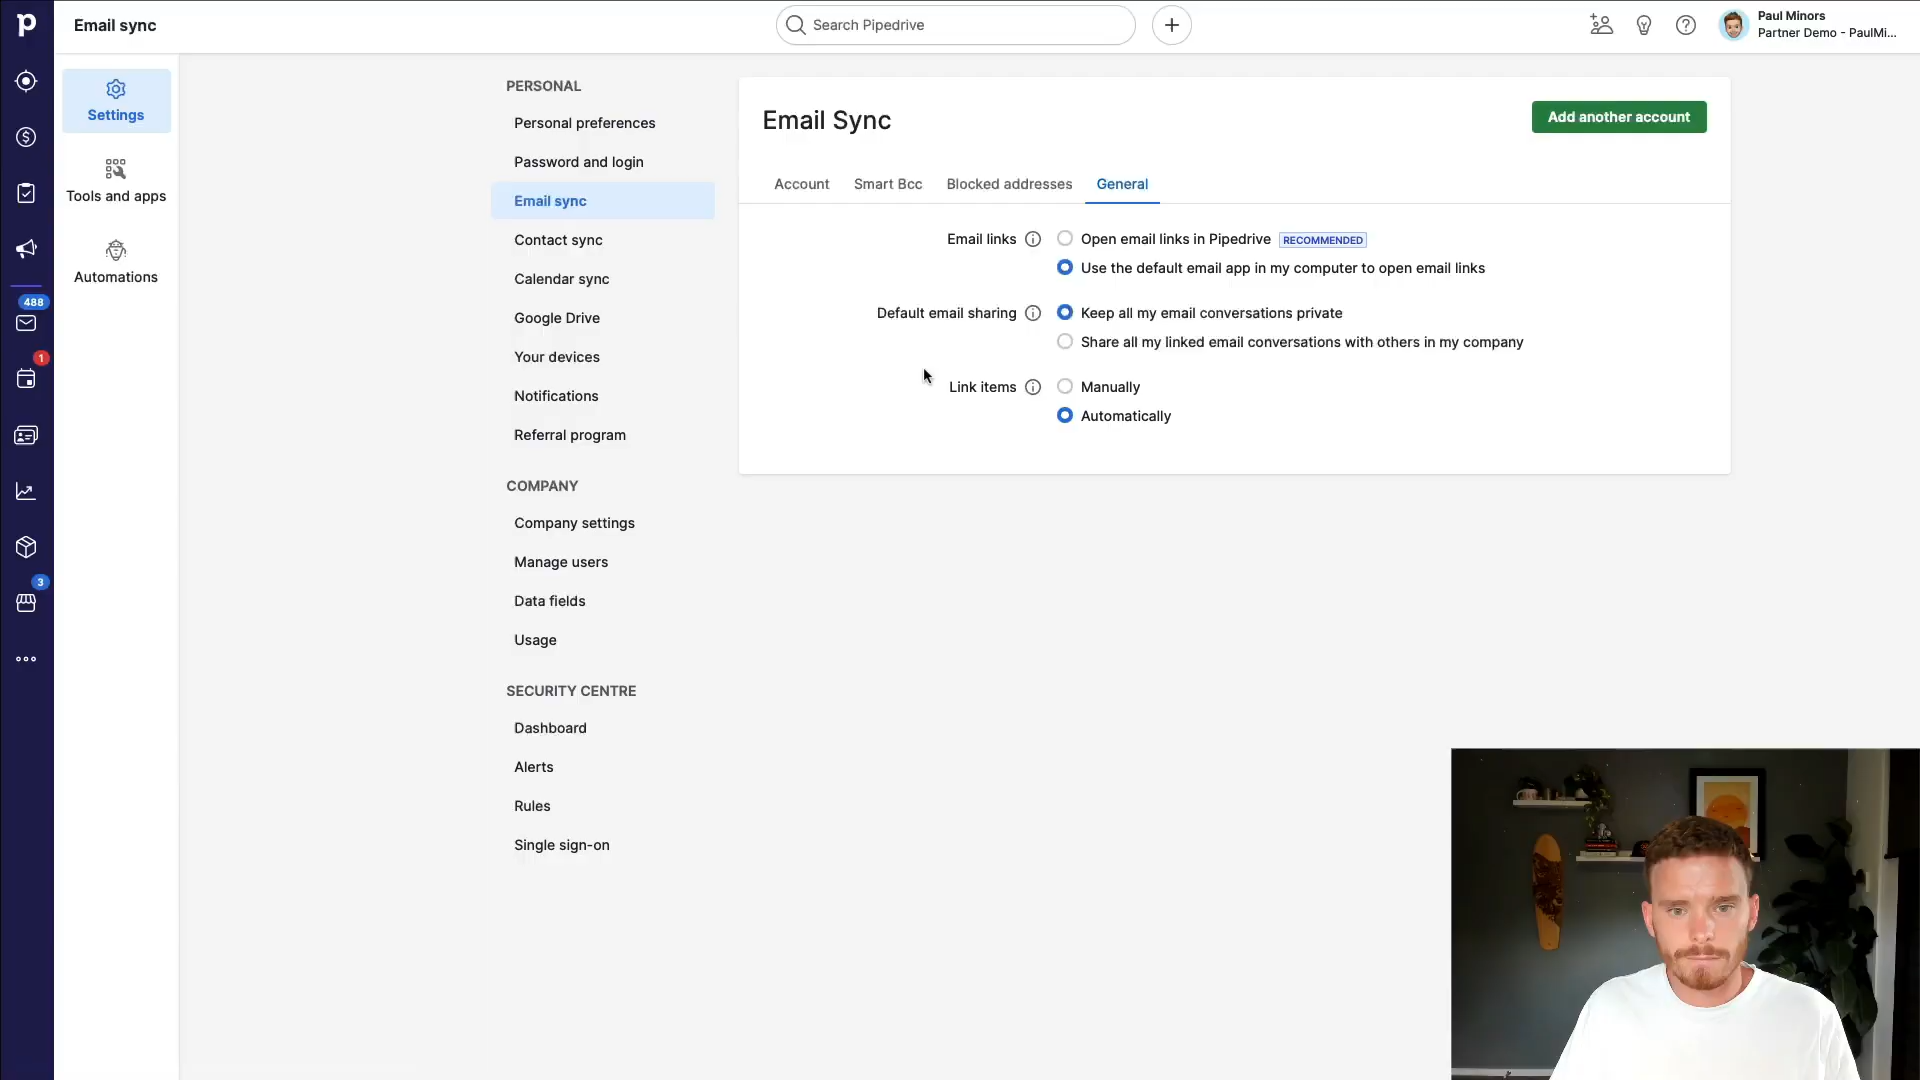 Email sync
Search Pipedrive
Paul Minors
Partner Demo - PaulMi...
Settings
Tools and apps
Automations
488
1
3
PERSONAL
Personal preferences
Password and login
Email sync
Contact sync
Calendar sync
Google Drive
Your devices
Notifications
Referral program
COMPANY
Company settings
Manage users
Data fields
Usage
SECURITY CENTRE
Dashboard
Alerts
Rules
Single sign-on
Email Sync
Add another account
Account Smart Bcc Blocked addresses General
Email links Open email links in Pipedrive RECOMMENDED
Use the default email app in my computer to open email links
Default email sharing Keep all my email conversations private
Share all my linked email conversations with others in my company
Link items Manually
Automatically